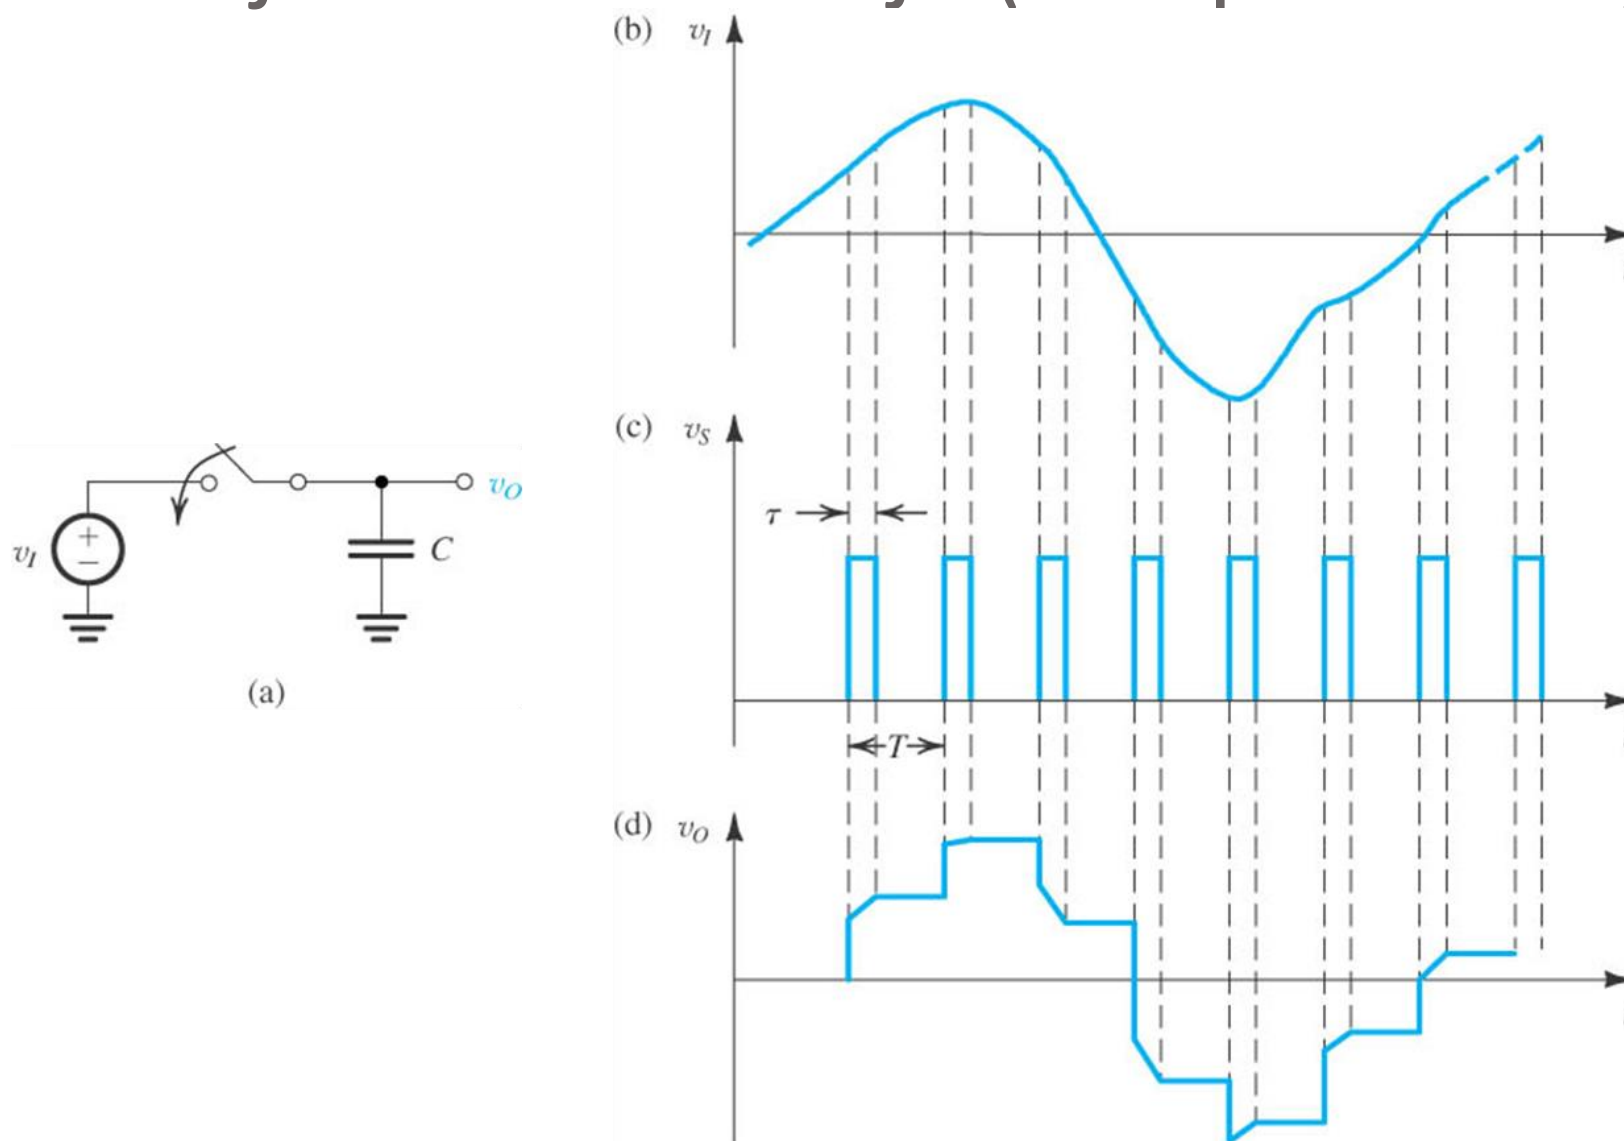 (b) v_I
(c) v_S
τ
T
(d) v_O
v_I
+
−
C
v_O
(a)